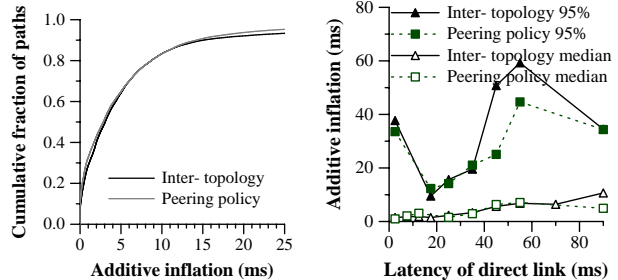 Cumulative fraction of paths
1.0
0.8
0.6
0.4
0.2
0.0
Inter- topology
Peering policy
0 5 10 15 20 25
Additive inflation (ms)
Additive inflation (ms)
80
60
40
20
0
Inter- topology 95%
Peering policy 95%
Inter- topology median
Peering policy median
0 20 40 60 80
Latency of direct link (ms)